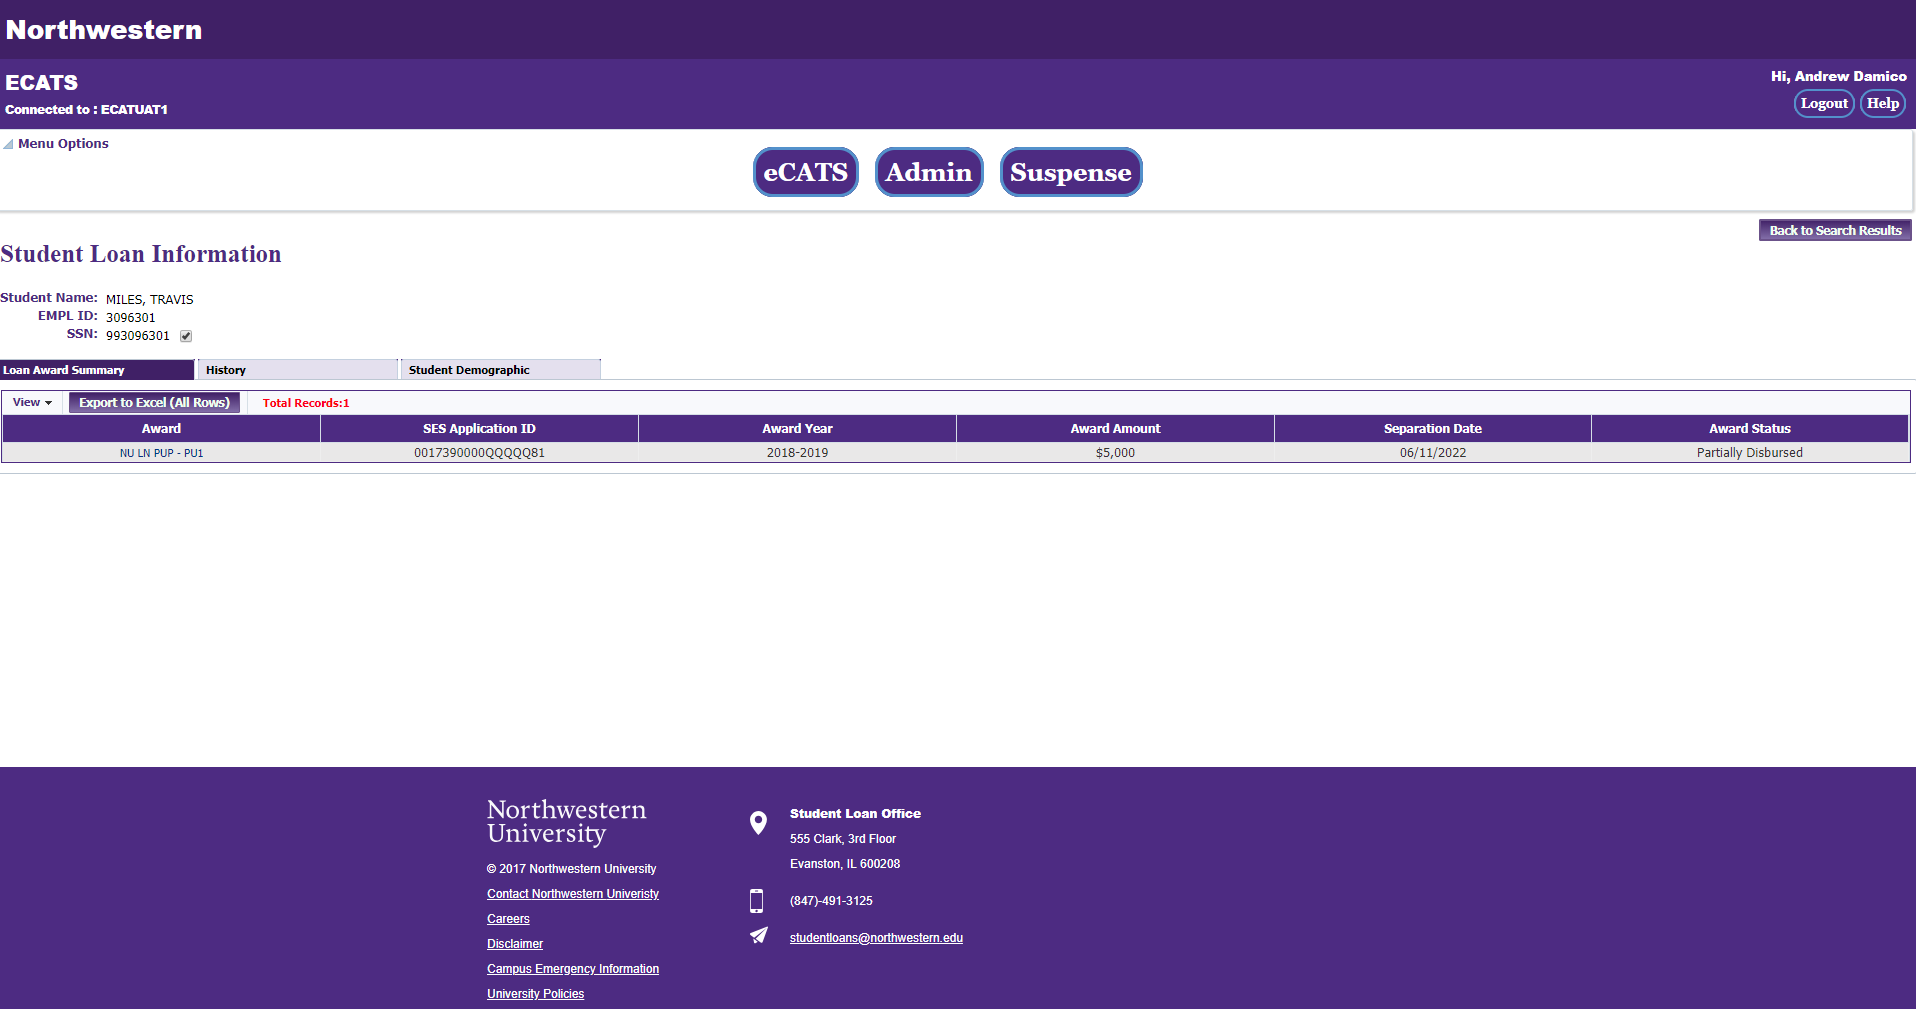 Northwestern
ECATS
Connected to : ECATUAT1
Hi, Andrew Damico
Logout Help
Menu Options
eCATS Admin Suspense
Back to Search Results
Student Loan Information
Student Name: MILES, TRAVIS
EMPL ID: 3096301
SSN: 993096301
Loan Award Summary History Student Demographic
View Export to Excel (All Rows) Total Records:1
Award SES Application ID Award Year Award Amount Separation Date Award Status
NU LN PUP - PU1 0017390000QQQQQ81 2018-2019 $5,000 06/11/2022 Partially Disbursed
Northwestern
University
© 2017 Northwestern University
Contact Northwestern Univeristy
Careers
Disclaimer
Campus Emergency Information
University Policies
Student Loan Office
555 Clark, 3rd Floor
Evanston, IL 600208
(847)-491-3125
studentloans@northwestern.edu